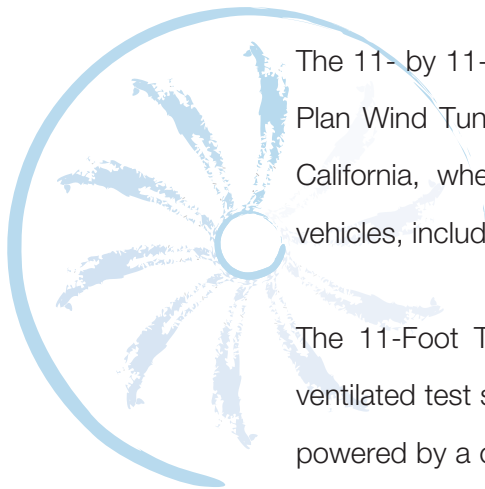 The 11- by 11-
Plan Wind Tun
California, whe
vehicles, includ
The 11-Foot T
ventilated test s
powered by a